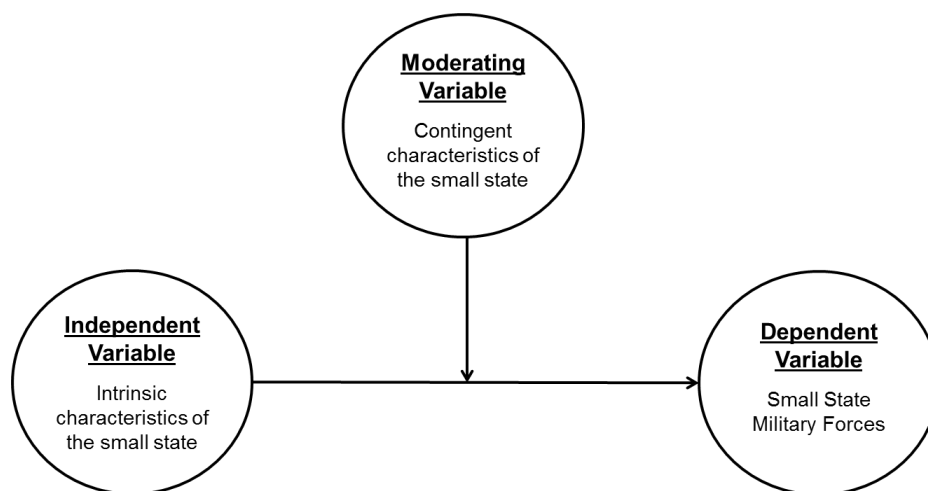 Moderating
Variable
Contingent
characteristics of
the small state
Independent
Variable
Intrinsic
characteristics of
the small state
Dependent
Variable
Small State
Military Forces